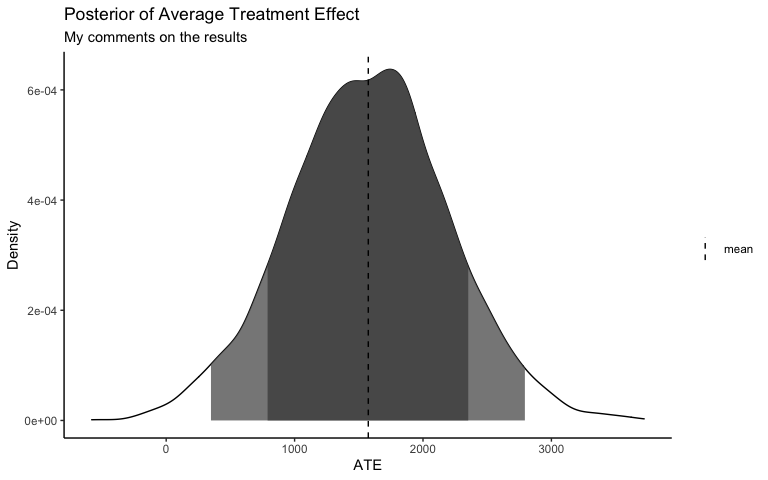 Posterior of Average Treatment Effect
My comments on the results
6e-04
4e-04
2e-04
0e+00
Density
0
1000
2000
3000
ATE
mean